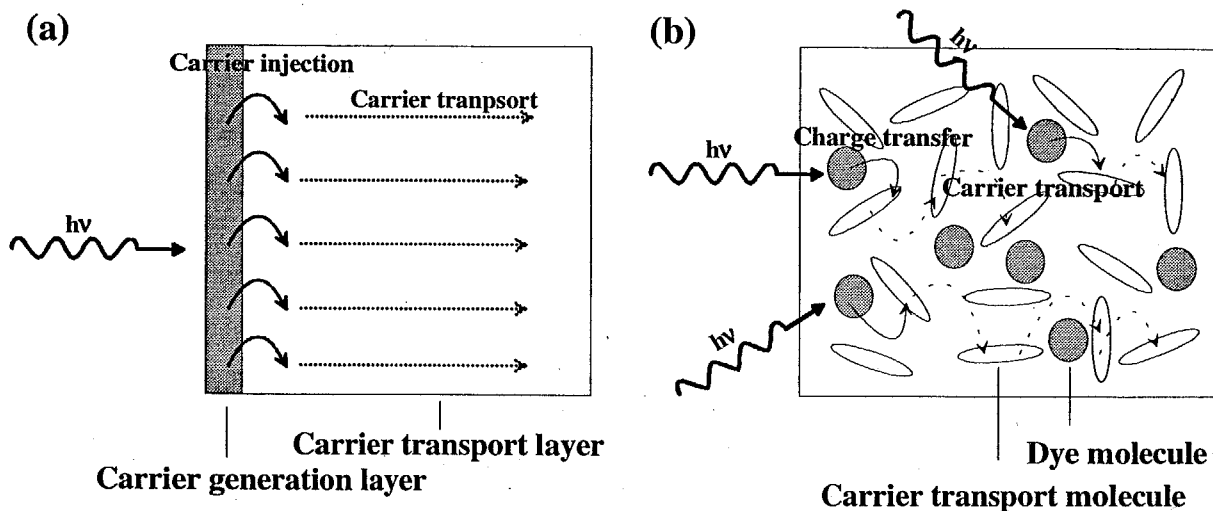 (a)
Carrier injection
Carrier tranpsort
hν
Carrier transport layer
Carrier generation layer
(b)
hν
Charge transfer
hν
Carrier transport
hν
Dye molecule
Carrier transport molecule